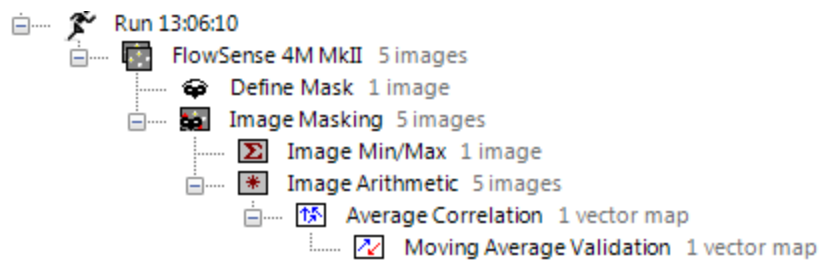 Run 13:06:10
FlowSense 4M MkII 5 images
Define Mask 1 image
Image Masking 5 images
Image Min/Max 1 image
Image Arithmetic 5 images
Average Correlation 1 vector map
Moving Average Validation 1 vector map